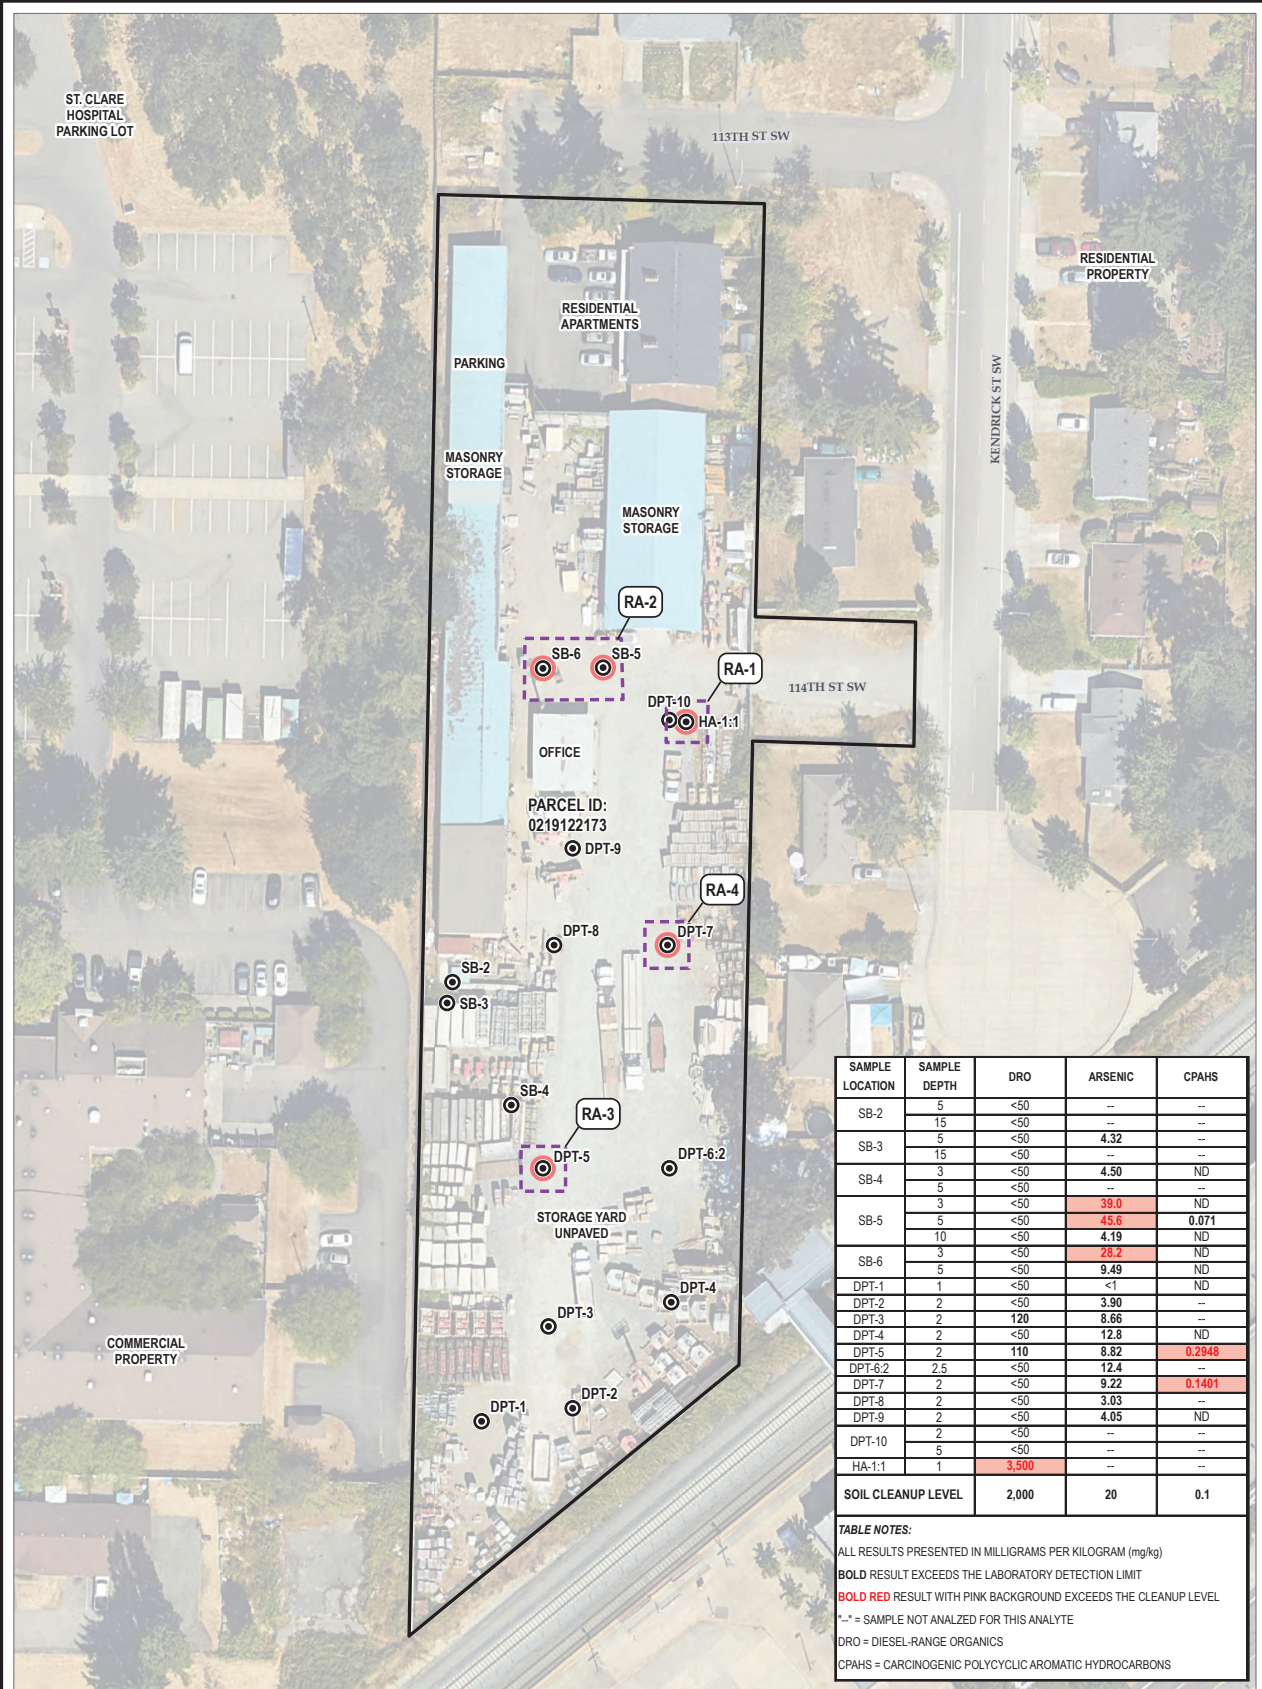 ST. CLARE
HOSPITAL
PARKING LOT
113TH ST SW
RESIDENTIAL
PROPERTY
RESIDENTIAL
APARTMENTS
PARKING
KENDRICK ST SW
MASONRY
STORAGE
MASONRY
STORAGE
RA-2
SB-6
SB-5
RA-1
114TH ST SW
DPT-10
HA-1:1
OFFICE
PARCEL ID:
0219122173
DPT-9
RA-4
DPT-8
DPT-7
SB-2
SB-3
SB-4
RA-3
DPT-5
DPT-6:2
STORAGE YARD
UNPAVED
DPT-4
DPT-3
COMMERCIAL
PROPERTY
DPT-2
DPT-1
SAMPLE LOCATION SAMPLE DEPTH DRO ARSENIC CPAHS
SB-2 5 <50 -- --
15 <50 -- --
SB-3 5 <50 4.32 --
15 <50 -- --
SB-4 3 <50 4.50 ND
5 <50 -- --
SB-5 3 <50 39.0 ND
5 <50 45.6 0.071
10 <50 4.19 ND
SB-6 3 <50 28.2 ND
5 <50 9.49 ND
DPT-1 1 <50 <1 ND
DPT-2 2 <50 3.90 --
DPT-3 2 120 8.66 --
DPT-4 2 <50 12.8 ND
DPT-5 2 110 8.82 0.2948
DPT-6:2 2.5 <50 12.4 --
DPT-7 2 <50 9.22 0.1401
DPT-8 2 <50 3.03 --
DPT-9 2 <50 4.05 ND
DPT-10 2 <50 -- --
5 <50 -- --
HA-1:1 1 3,500 -- --
SOIL CLEANUP LEVEL 2,000 20 0.1
TABLE NOTES:
ALL RESULTS PRESENTED IN MILLIGRAMS PER KILOGRAM (mg/kg)
BOLD RESULT EXCEEDS THE LABORATORY DETECTION LIMIT
BOLD RED RESULT WITH PINK BACKGROUND EXCEEDS THE CLEANUP LEVEL
"--" = SAMPLE NOT ANALZED FOR THIS ANALYTE
DRO = DIESEL-RANGE ORGANICS
CPAHS = CARCINOGENIC POLYCYCLIC AROMATIC HYDROCARBONS